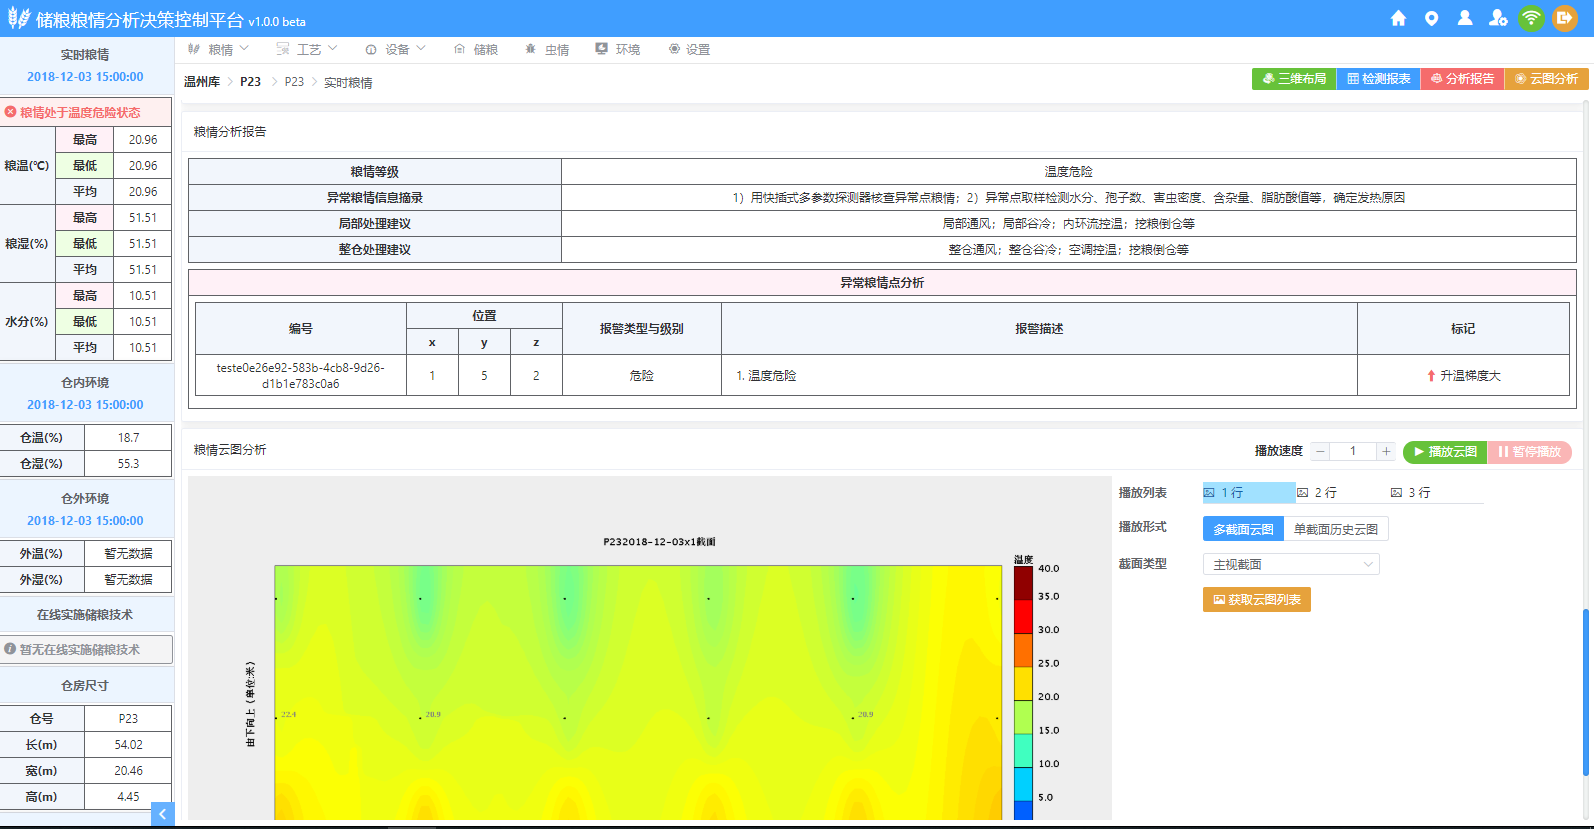 储粮粮情分析决策控制平台 v1.0.0 beta
粮情 工艺 设备 储粮 虫情 环境 设置
温州库 P23 P23 实时粮情
三维布局 检测报表 分析报告 云图分析
实时粮情
2018-12-03 15:00:00
粮情处于温度危险状态
粮温(℃) 最高 20.96
最低 20.96
平均 20.96
粮湿(%) 最高 51.51
最低 51.51
平均 51.51
水分(%) 最高 10.51
最低 10.51
平均 10.51
仓内环境
2018-12-03 15:00:00
仓温(%) 18.7
仓湿(%) 55.3
仓外环境
2018-12-03 15:00:00
外温(%) 暂无数据
外湿(%) 暂无数据
在线实施储粮技术
暂无在线实施储粮技术
仓房尺寸
仓号 P23
长(m) 54.02
宽(m) 20.46
高(m) 4.45
粮情分析报告
粮情等级 温度危险
异常粮情信息摘录 1）用快插式多参数探测器核查异常点粮情；2）异常点取样检测水分、孢子数、害虫密度、含杂量、脂肪酸值等，确定发热原因
局部处理建议 局部通风；局部谷冷；内环流控温；挖粮倒仓等
整仓处理建议 整仓通风；整仓谷冷；空调控温；挖粮倒仓等
异常粮情点分析
编号 位置 报警类型与级别 报警描述 标记
x y z
teste0e26e92-583b-4cb8-9d26-
d1b1e783c0a6 1 5 2 危险 1. 温度危险 升温梯度大
粮情云图分析
播放速度 1 播放云图 暂停播放
播放列表 1 行 2 行 3 行
播放形式 多截面云图 单截面历史云图
截面类型 主视截面
获取云图列表
P232018-12-03x1截面
由下向上（单位:米）
22.4 20.9 20.9
温度
40.0
35.0
30.0
25.0
20.0
15.0
10.0
5.0